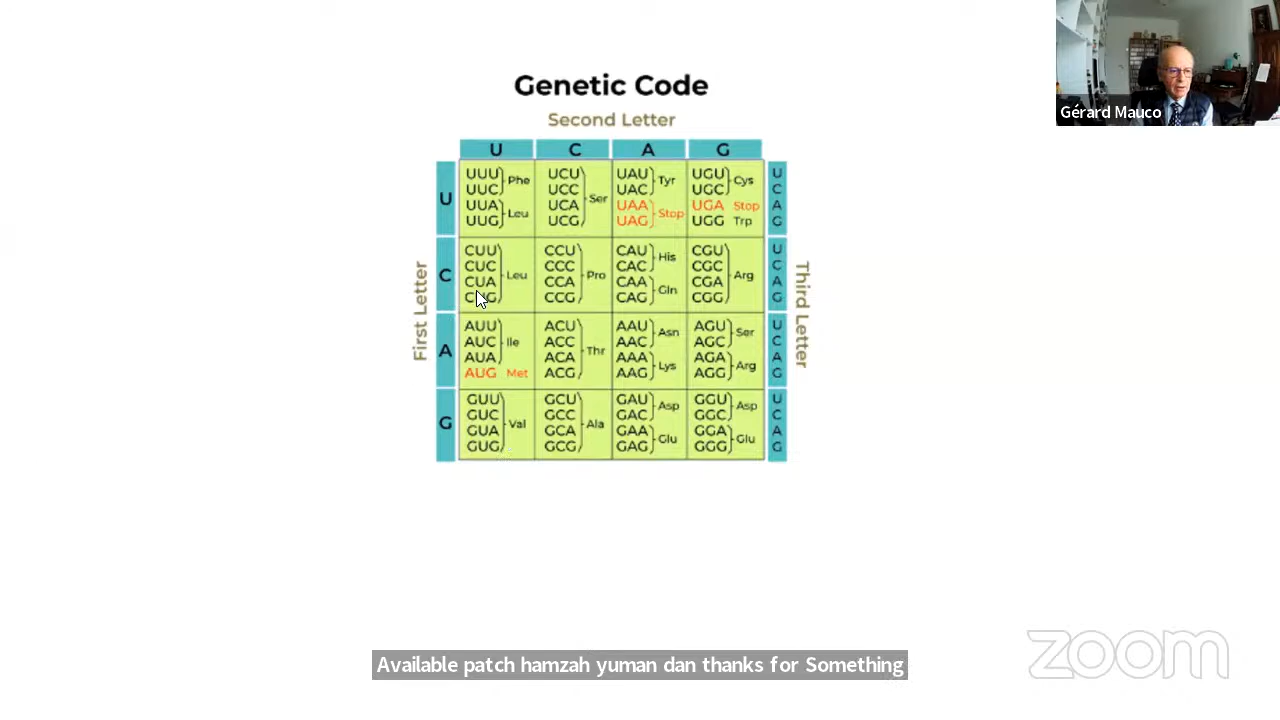 Gérard Mauco
Genetic Code
Second Letter
U C A G
First Letter
Third Letter
U
UUU UCU UAU UGU U
Phe Tyr Cys
UUC UCC UAC UGC C
Ser
UUA UCA UAA UGA Stop A
Leu Stop
UUG UCG UAG UGG Trp G
C
CUU CCU CAU CGU U
His
CUC CCC CAC CGC C
Leu Pro Arg
CUA CCA CAA CGA A
Gln
CCG CAG CGG G
A
AUU ACU AAU AGU U
Asn Ser
AUC Ile ACC AAC AGC C
Thr
AUA ACA AAA AGA A
Lys Arg
AUG Met ACG AAG AGG G
G
GUU GCU GAU GGU U
Asp Asp
GUC GCC GAC GGC C
Val Ala
GUA GCA GAA GGA A
Glu Glu
GUG GCG GAG GGG G
Available patch hamzah yuman dan thanks for Something
zoom